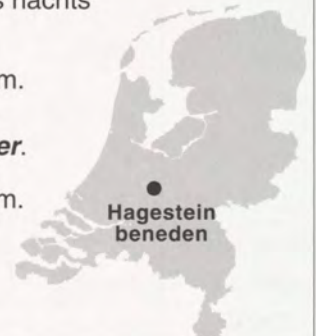 s nachts
m.
er.
m.
Hagestein
beneden